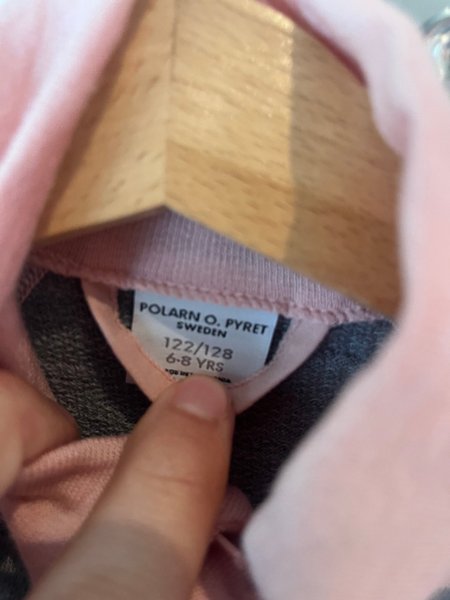 POLARN O. PYRET
SWEDEN
122/128
6-8 YRS